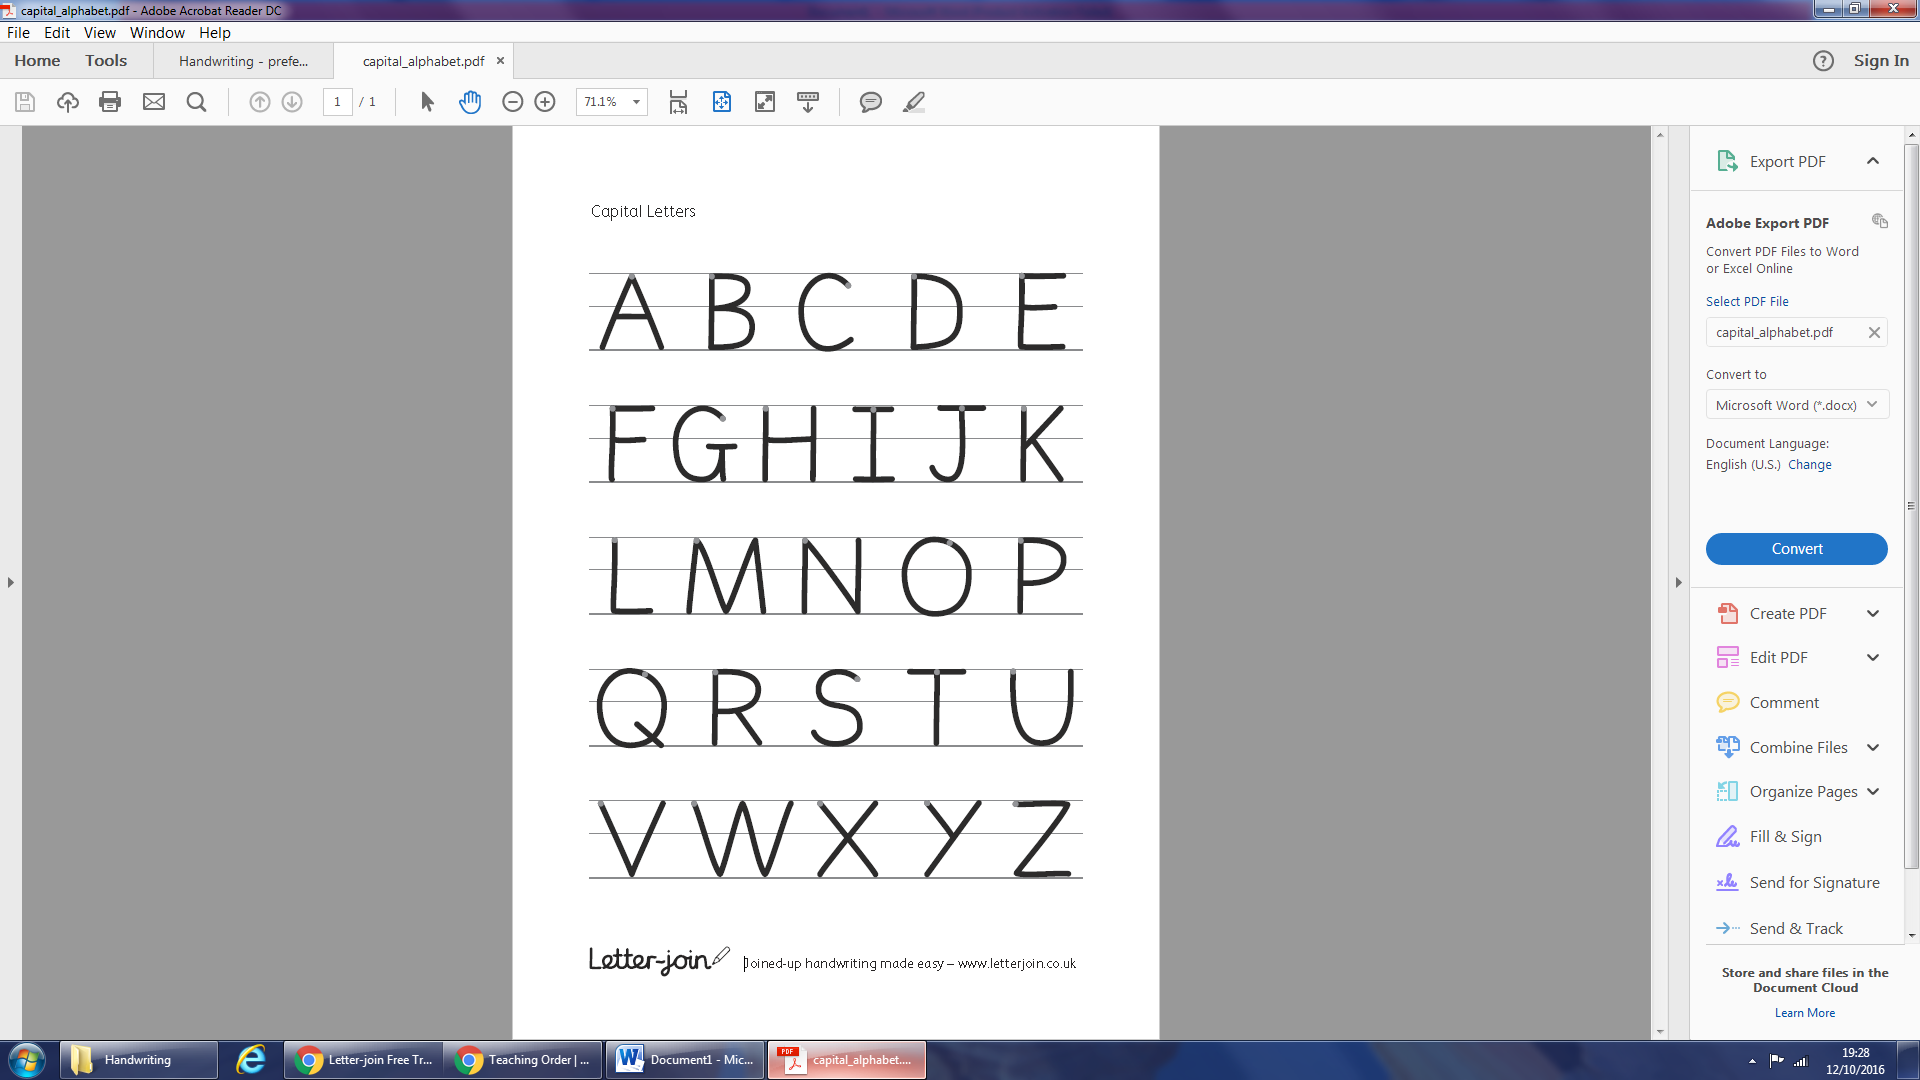 capital_alphabet.pdf - Adobe Acrobat Reader DC
File Edit View Window Help
Home Tools Handwriting - prefe... capital_alphabet.pdf × Sign In
1 / 1 71.1%
Capital Letters
A B C D E
F G H I J K
L M N O P
Q R S T U
V W X Y Z
Letter-join Joined-up handwriting made easy – www.letterjoin.co.uk
Export PDF
Adobe Export PDF
Convert PDF Files to Word
or Excel Online
Select PDF File
capital_alphabet.pdf
Convert to
Microsoft Word (*.docx)
Document Language:
English (U.S.) Change
Convert
Create PDF
Edit PDF
Comment
Combine Files
Organize Pages
Fill & Sign
Send for Signature
Send & Track
Store and share files in the
Document Cloud
Learn More
Handwriting Letter-join Free Tr... Teaching Order | ... Document1 - Mic... capital_alphabet....
19:28
12/10/2016